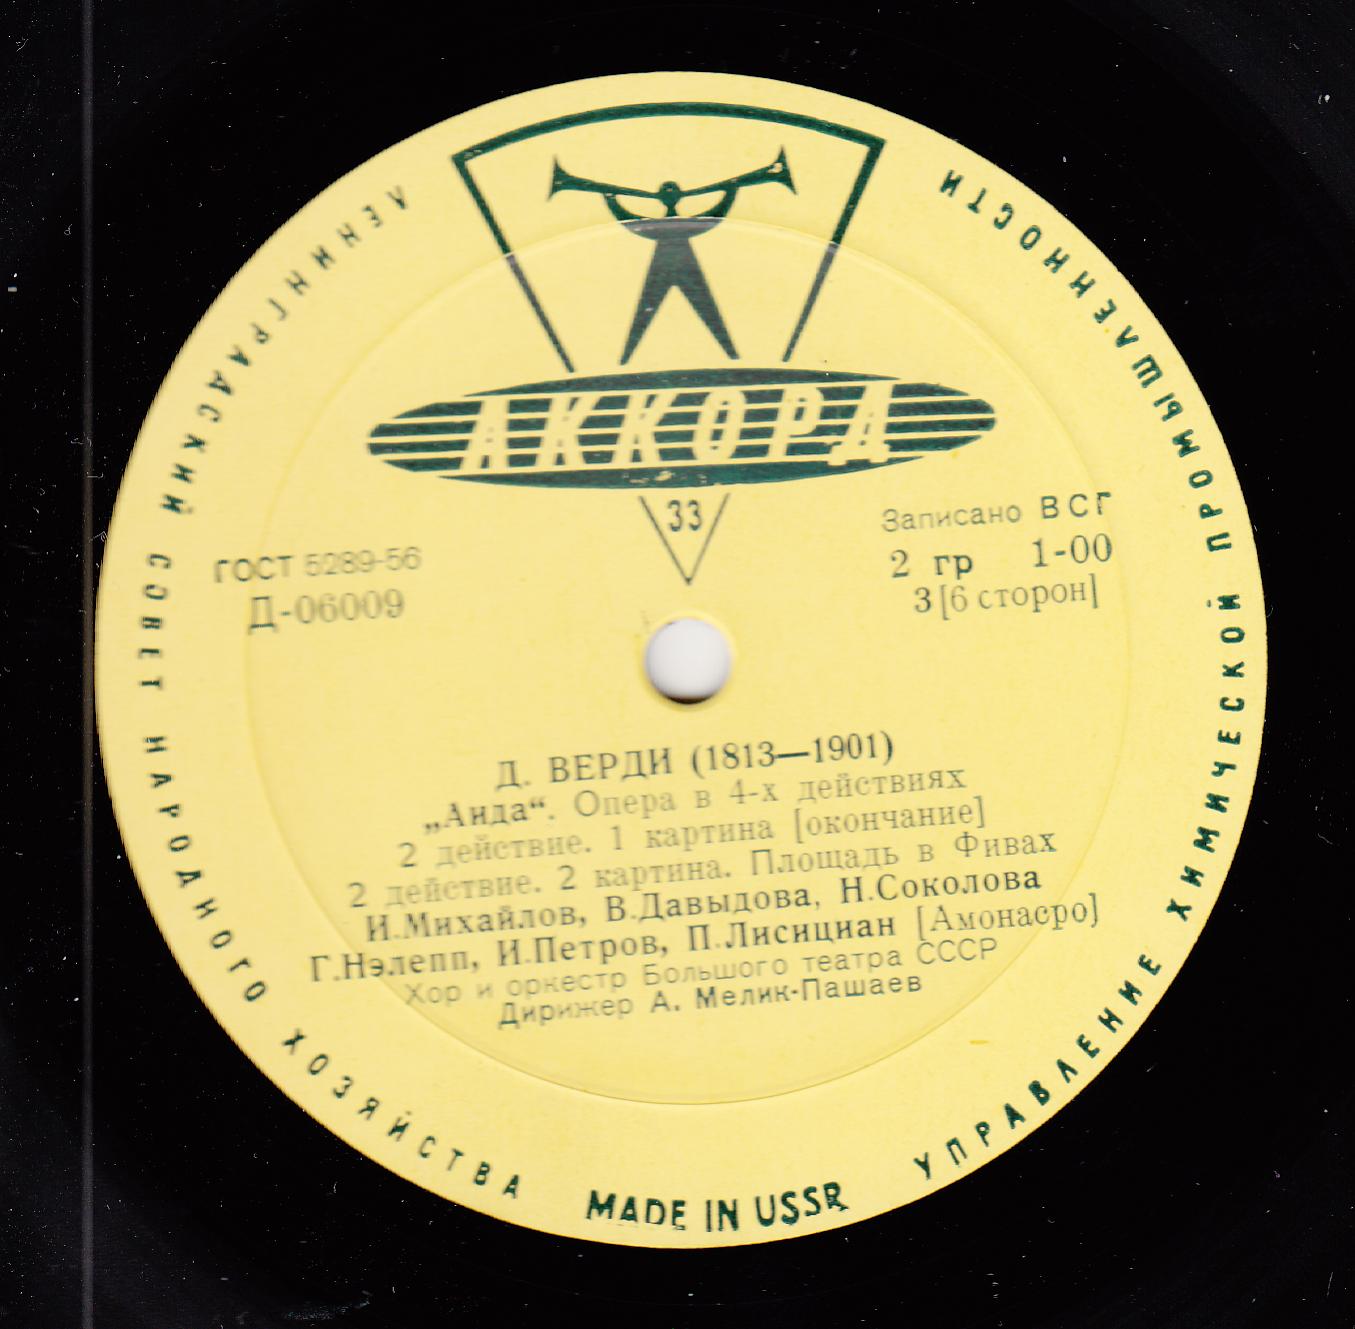 ЛЕНИНГРАДСКИЙ СОВЕТ НАРОДНОГО ХОЗЯЙСТВА
УПРАВЛЕНИЕ ХИМИЧЕСКОЙ ПРОМЫШЛЕННОСТИ
АККОРД
33
ГОСТ 5289-56
Д-06009
Записано ВСГ
2 гр 1-00
3 [6 сторон]
Д. ВЕРДИ (1813—1901)
„Аида“. Опера в 4-х действиях
2 действие. 1 картина [окончание]
2 действие. 2 картина. Площадь в Фивах
И.Михайлов, В.Давыдова, Н.Соколова
Г.Нэлепп, И.Петров, П.Лисициан [Амонасро]
Хор и оркестр Большого театра СССР
Дирижер А. Мелик-Пашаев
MADE IN USSR